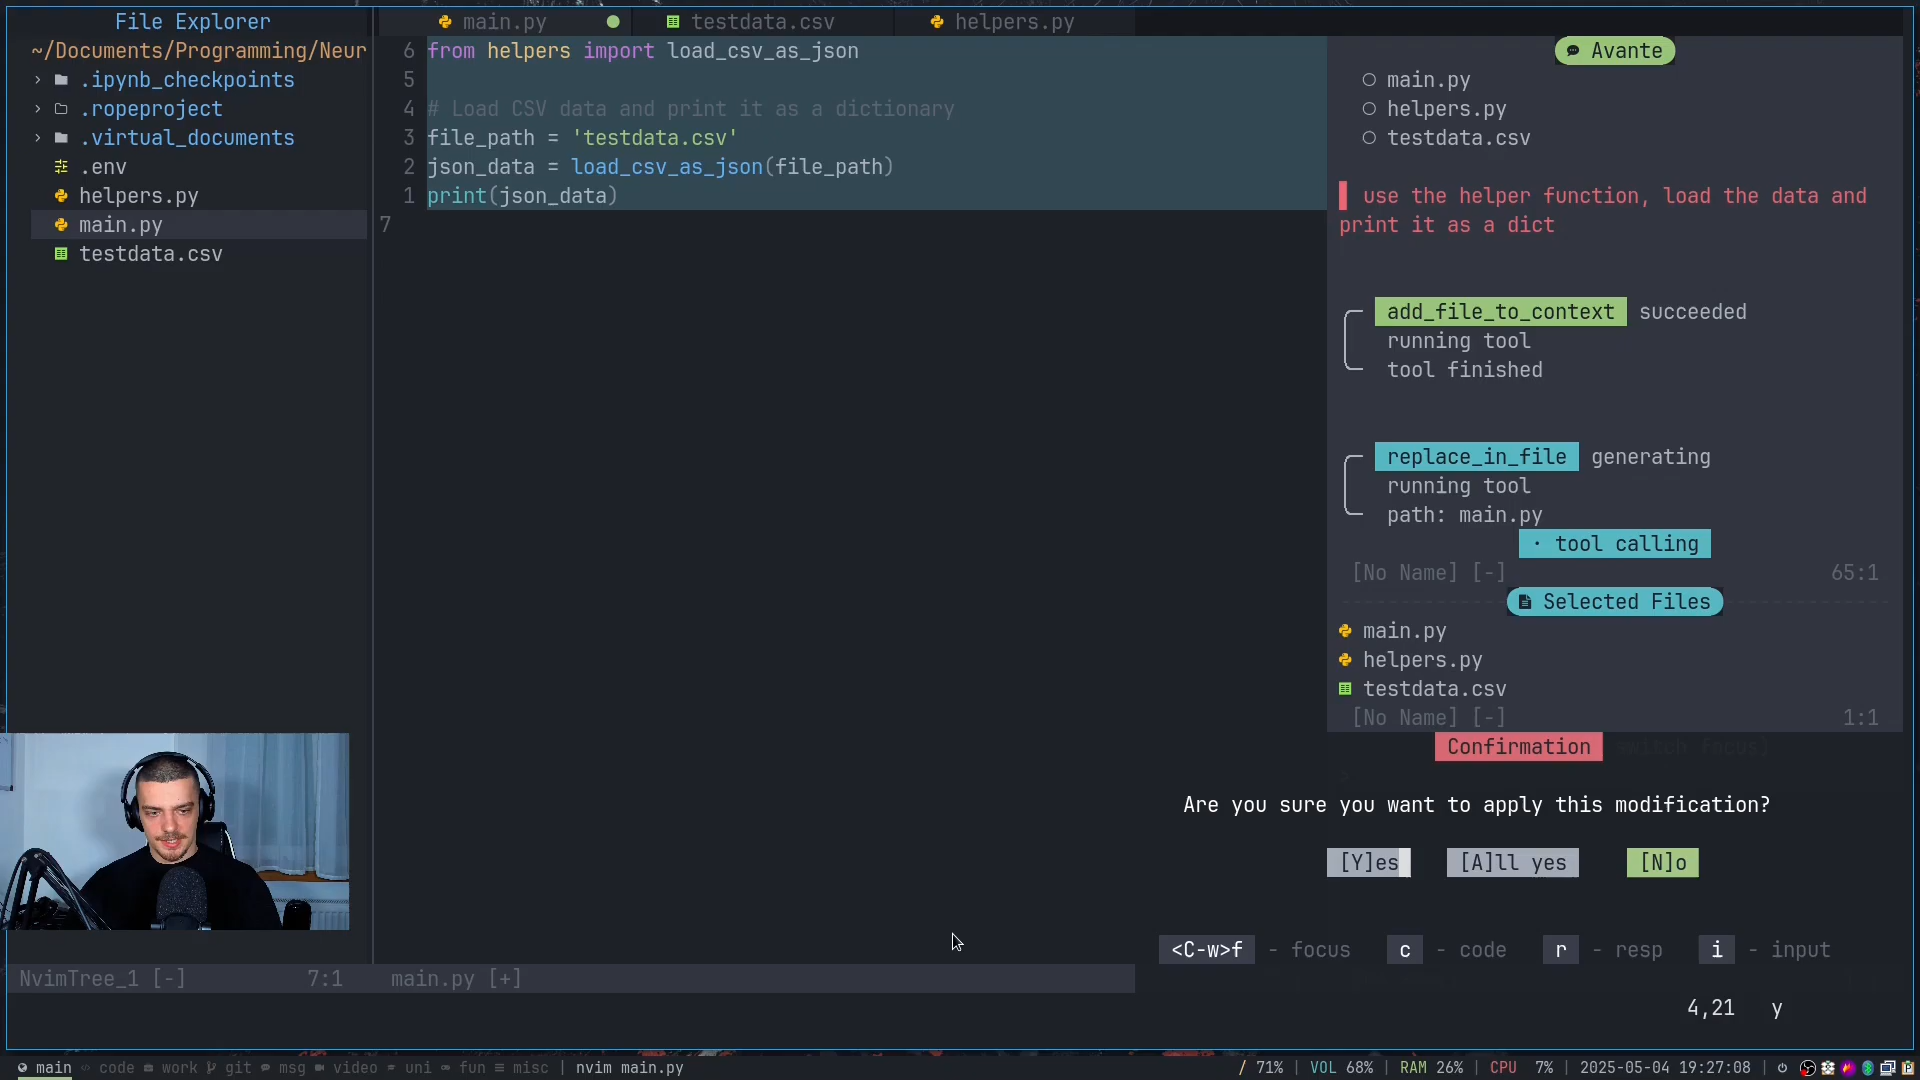 File Explorer
~/Documents/Programming/Neur
.ipynb_checkpoints
.ropeproject
.virtual_documents
.env
helpers.py
main.py
testdata.csv
main.py testdata.csv helpers.py
6 from helpers import load_csv_as_json
5
4 # Load CSV data and print it as a dictionary
3 file_path = 'testdata.csv'
2 json_data = load_csv_as_json(file_path)
1 print(json_data)
7
Avante
main.py
helpers.py
testdata.csv
use the helper function, load the data and
print it as a dict
add_file_to_context succeeded
running tool
tool finished
replace_in_file generating
running tool
path: main.py
· tool calling
[No Name] [-] 65:1
Selected Files
main.py
helpers.py
testdata.csv
[No Name] [-] 1:1
Confirmation witch focus)
Are you sure you want to apply this modification?
[Y]es [A]ll yes [N]o
<C-w>f - focus c - code r - resp i - input
NvimTree_1 [-] 7:1 main.py [+]
4,21 y
main code work git msg video uni fun misc | nvim main.py
/ 71% | VOL 68% | RAM 26% | CPU 7% | 2025-05-04 19:27:08 |